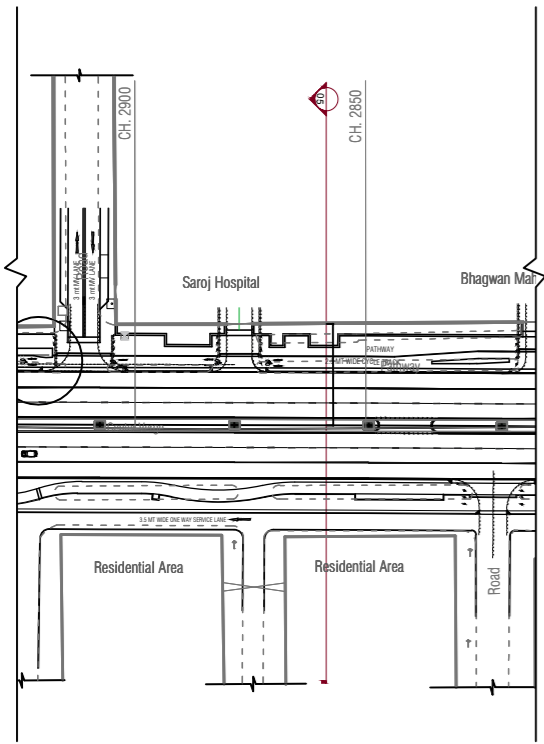 CH. 2900
05
CH. 2850
3 mt MV LANE
3 mt MV LANE
Saroj Hospital
Bhagwan Mah
PATHWAY
Pathway
3.5 MT WIDE ONE WAY SERVICE LANE
Residential Area
Residential Area
Road